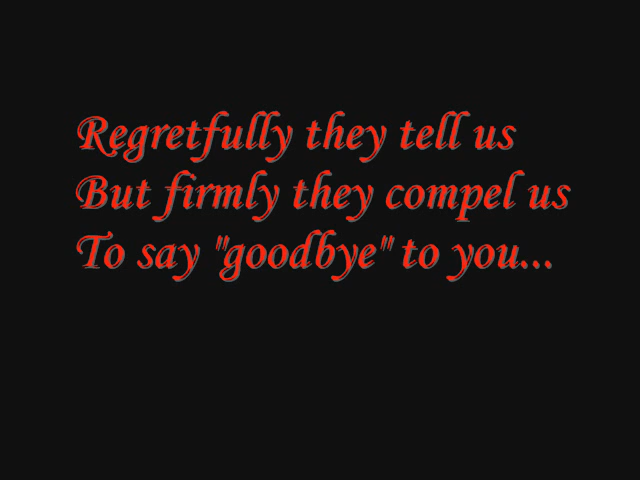 Regretfully they tell us
But firmly they compel us
To say "goodbye" to you...